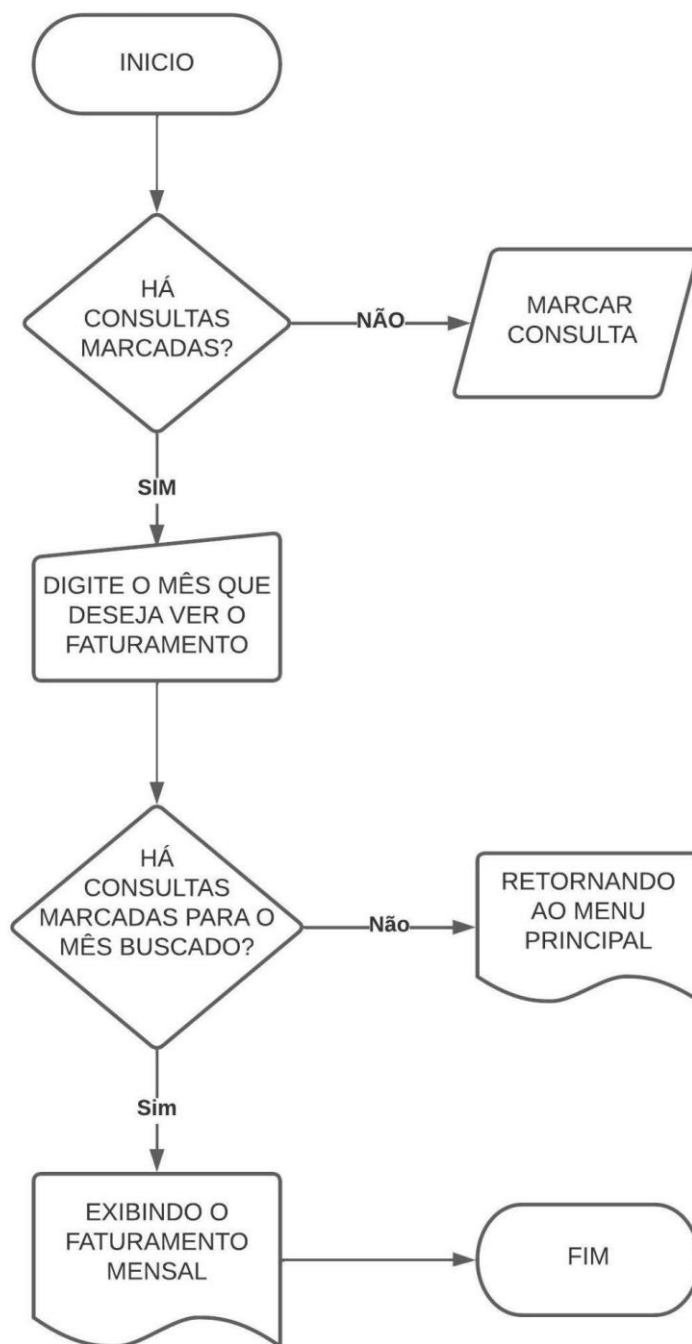 INICIO
HÁ
CONSULTAS
MARCADAS?
NÃO
MARCAR
CONSULTA
SIM
DIGITE O MÊS QUE
DESEJA VER O
FATURAMENTO
HÁ
CONSULTAS
MARCADAS PARA O
MÊS BUSCADO?
Não
RETORNANDO
AO MENU
PRINCIPAL
Sim
EXIBINDO O
FATURAMENTO
MENSAL
FIM